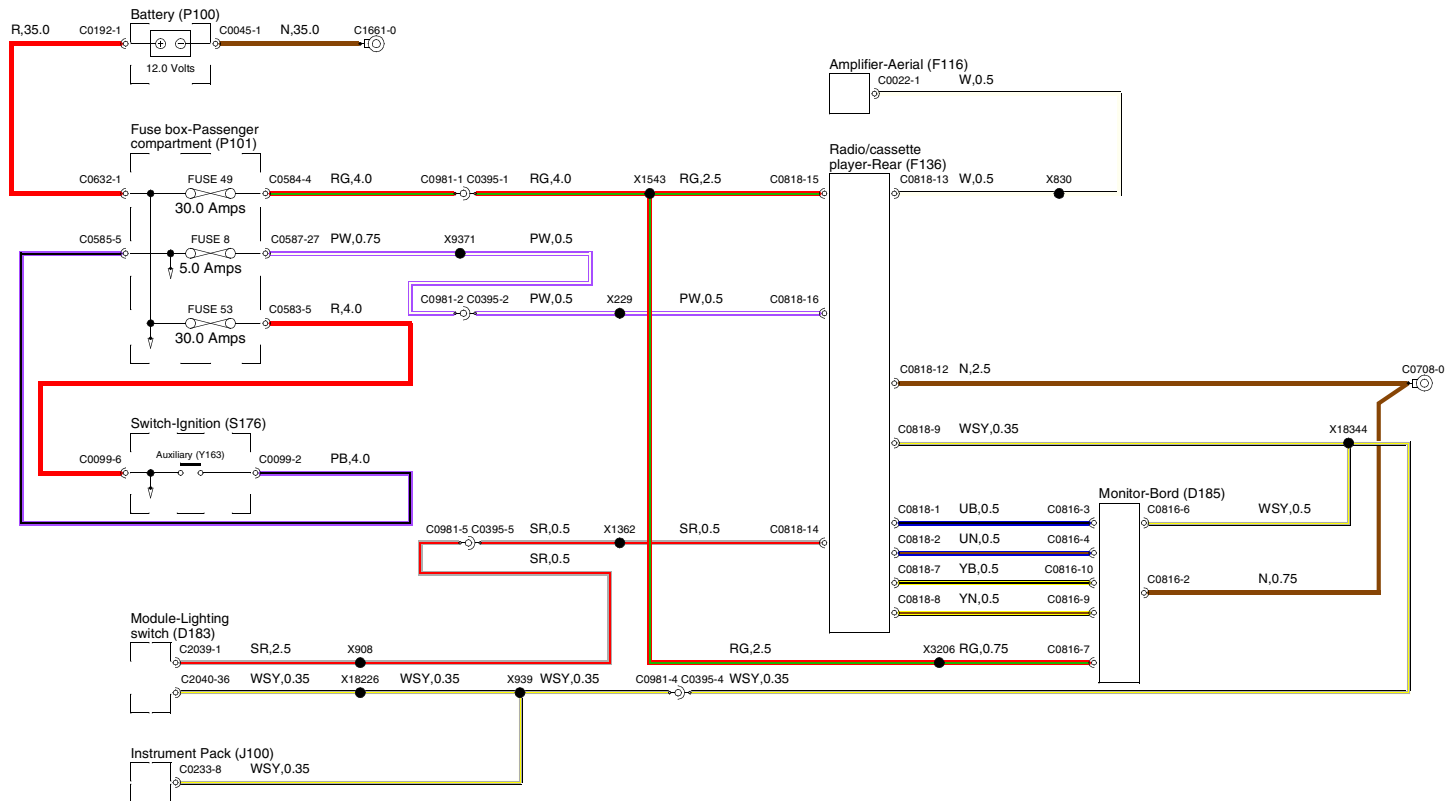 Battery (P100)
R,35.0 C0192-1 C0045-1 N,35.0 C1661-0
12.0 Volts
Amplifier-Aerial (F116)
C0022-1 W,0.5
Fuse box-Passenger
compartment (P101)
Radio/cassette
player-Rear (F136)
C0632-1 FUSE 49 C0584-4 RG,4.0 C0981-1 C0395-1 RG,4.0 X1543 RG,2.5 C0818-15 C0818-13 W,0.5 X830
30.0 Amps
C0585-5 FUSE 8 C0587-27 PW,0.75 X9371 PW,0.5
5.0 Amps
C0981-2 C0395-2 PW,0.5 X229 PW,0.5 C0818-16
FUSE 53 C0583-5 R,4.0
30.0 Amps
C0818-12 N,2.5 C0708-0
Switch-Ignition (S176)
C0818-9 WSY,0.35 X18344
Auxiliary (Y163)
C0099-6 C0099-2 PB,4.0
Monitor-Bord (D185)
C0818-1 UB,0.5 C0816-3 C0816-6 WSY,0.5
C0981-5 C0395-5 SR,0.5 X1362 SR,0.5 C0818-14
C0818-2 UN,0.5 C0816-4
SR,0.5
C0818-7 YB,0.5 C0816-10 C0816-2 N,0.75
C0818-8 YN,0.5 C0816-9
Module-Lighting
switch (D183)
C2039-1 SR,2.5 X908 RG,2.5 X3206 RG,0.75 C0816-7
C2040-36 WSY,0.35 X18226 WSY,0.35 X939 WSY,0.35 C0981-4 C0395-4 WSY,0.35
Instrument Pack (J100)
C0233-8 WSY,0.35